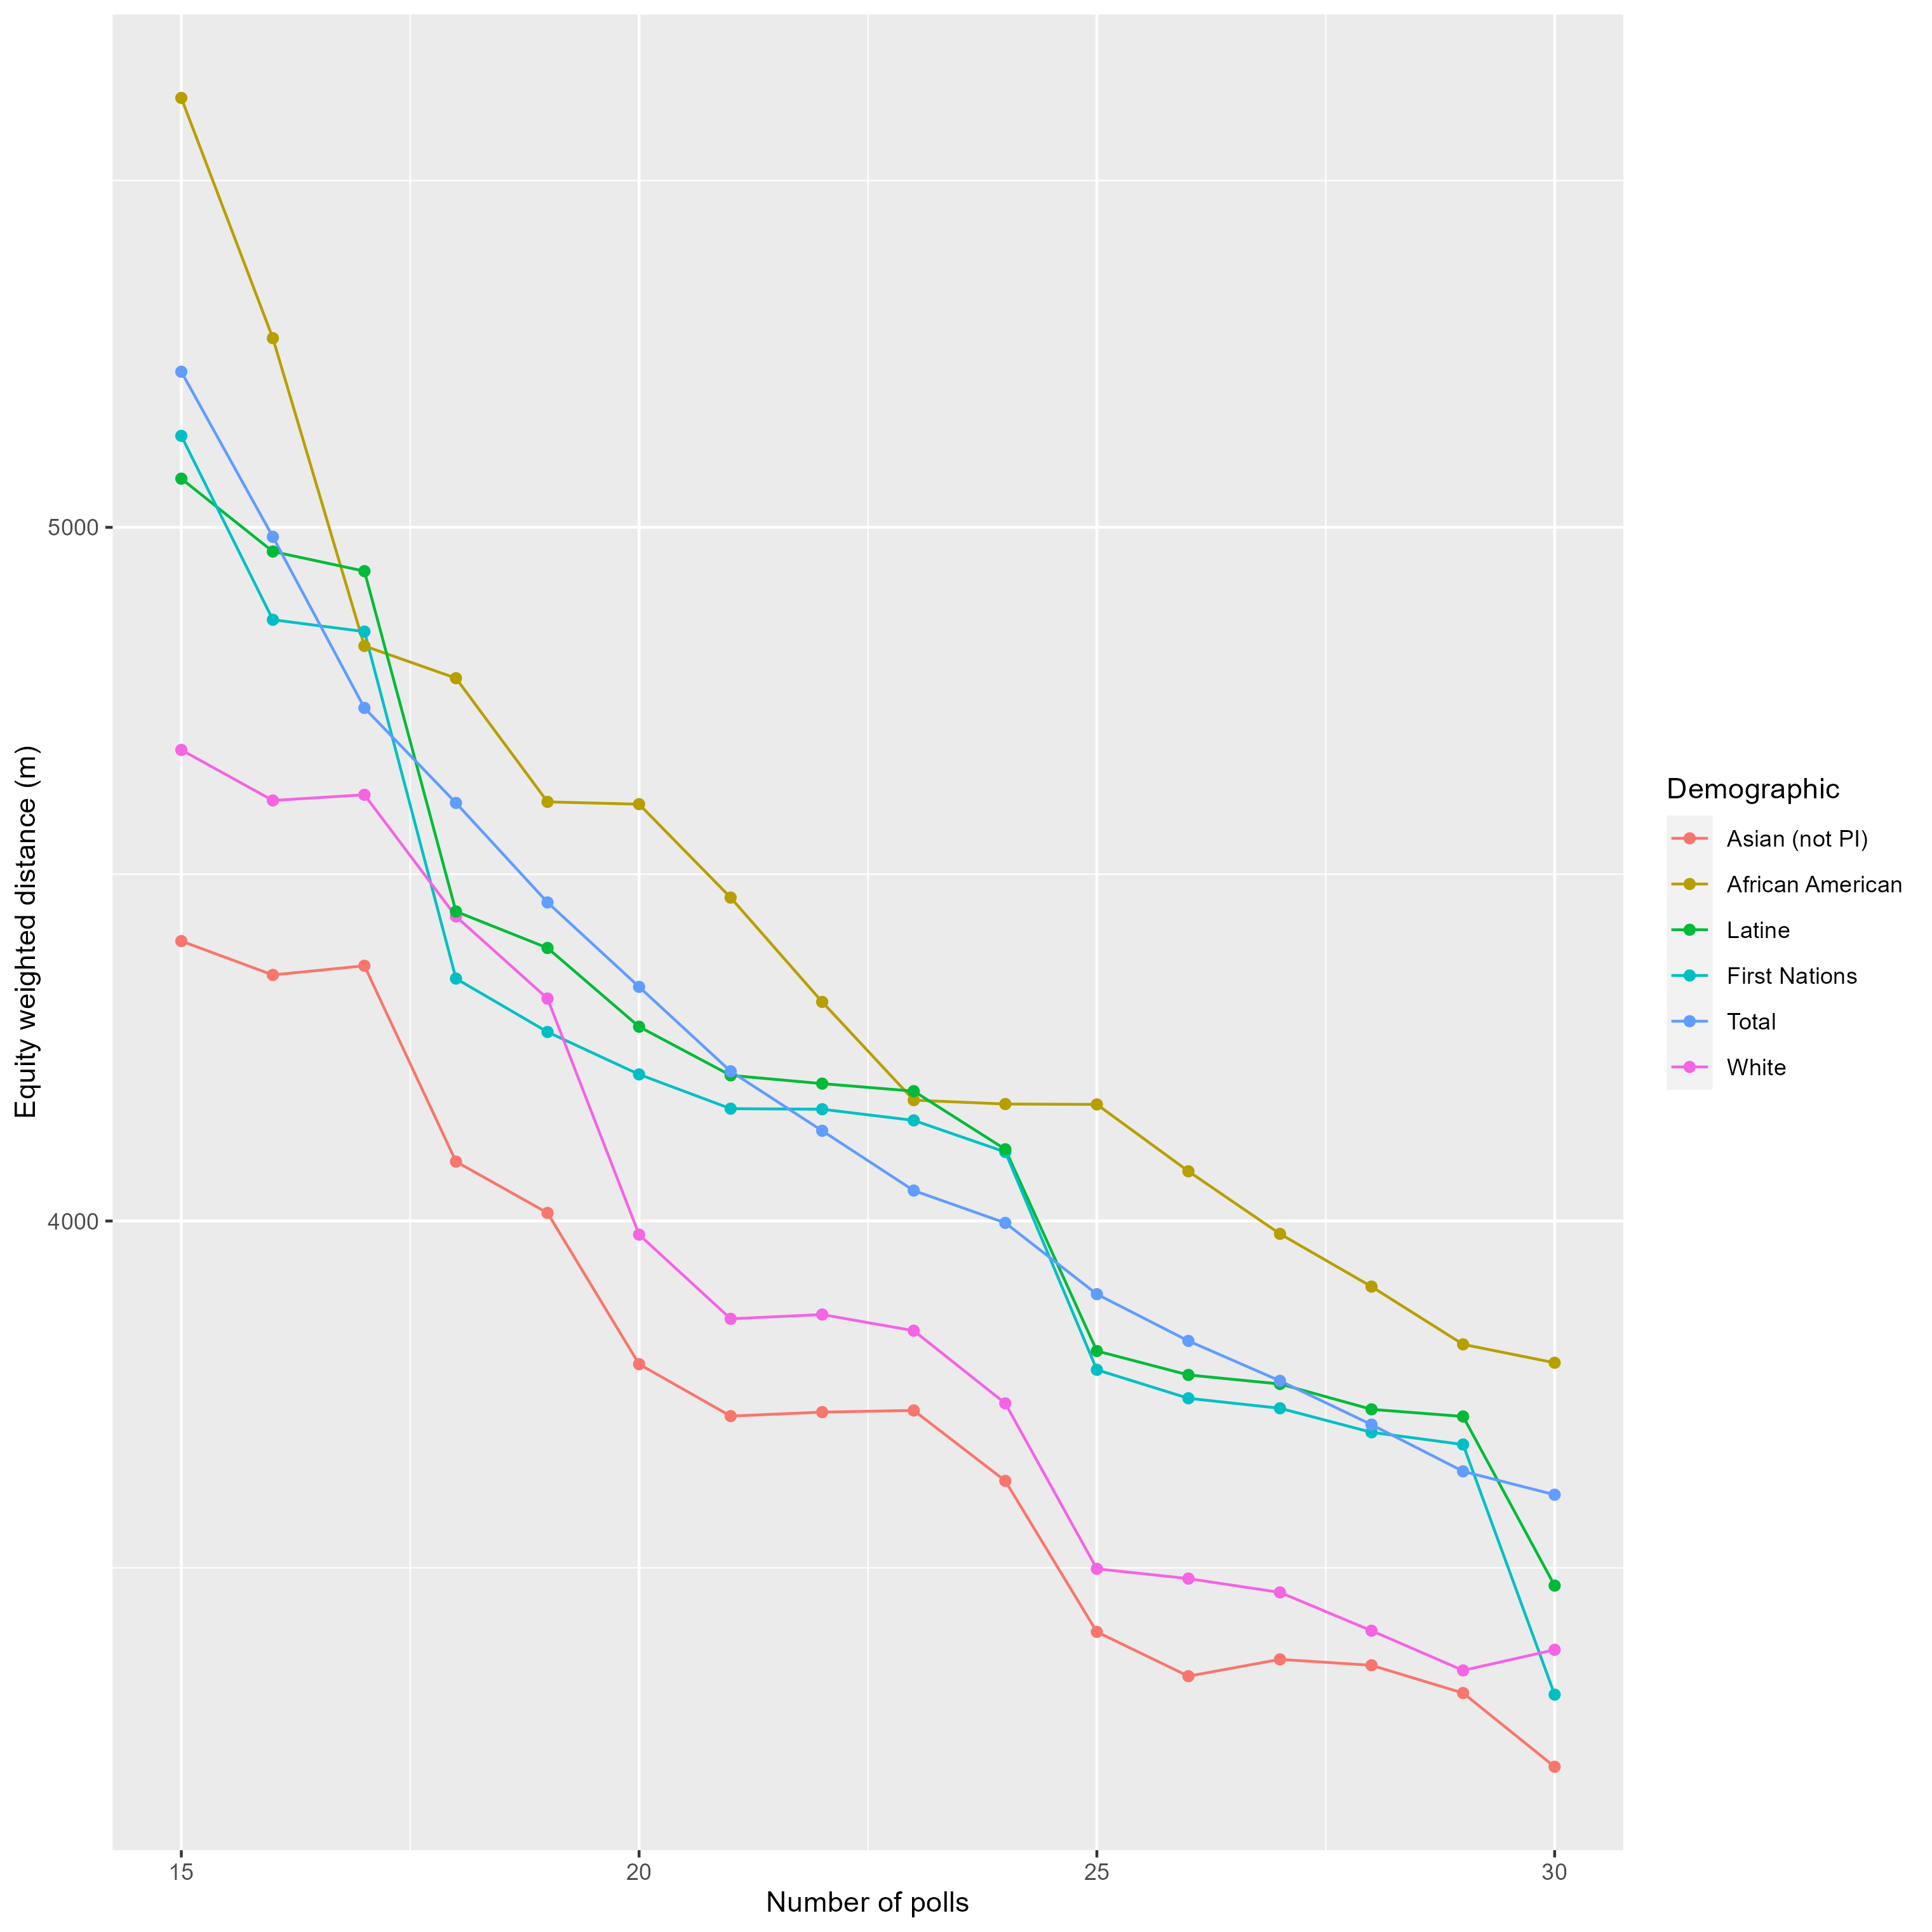 Equity weighted distance (m)
5000
4000
15 20 25 30
Number of polls
Demographic
Asian (not PI)
African American
Latine
First Nations
Total
White